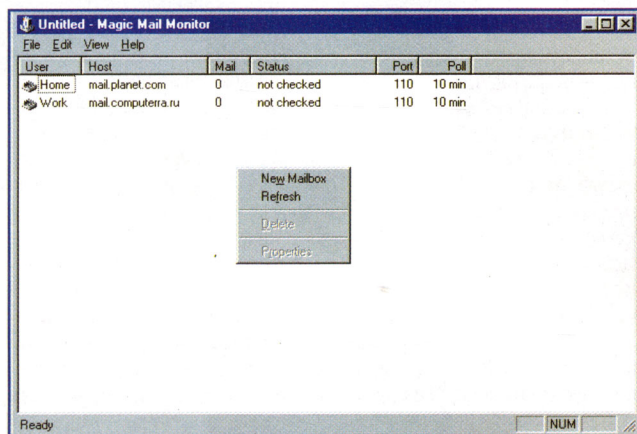 Untitled - Magic Mail Monitor
File Edit View Help
User Host Mail Status Port Poll
Home mail.planet.com 0 not checked 110 10 min
Work mail.computerra.ru 0 not checked 110 10 min
New Mailbox
Refresh
Delete
Properties
Ready NUM